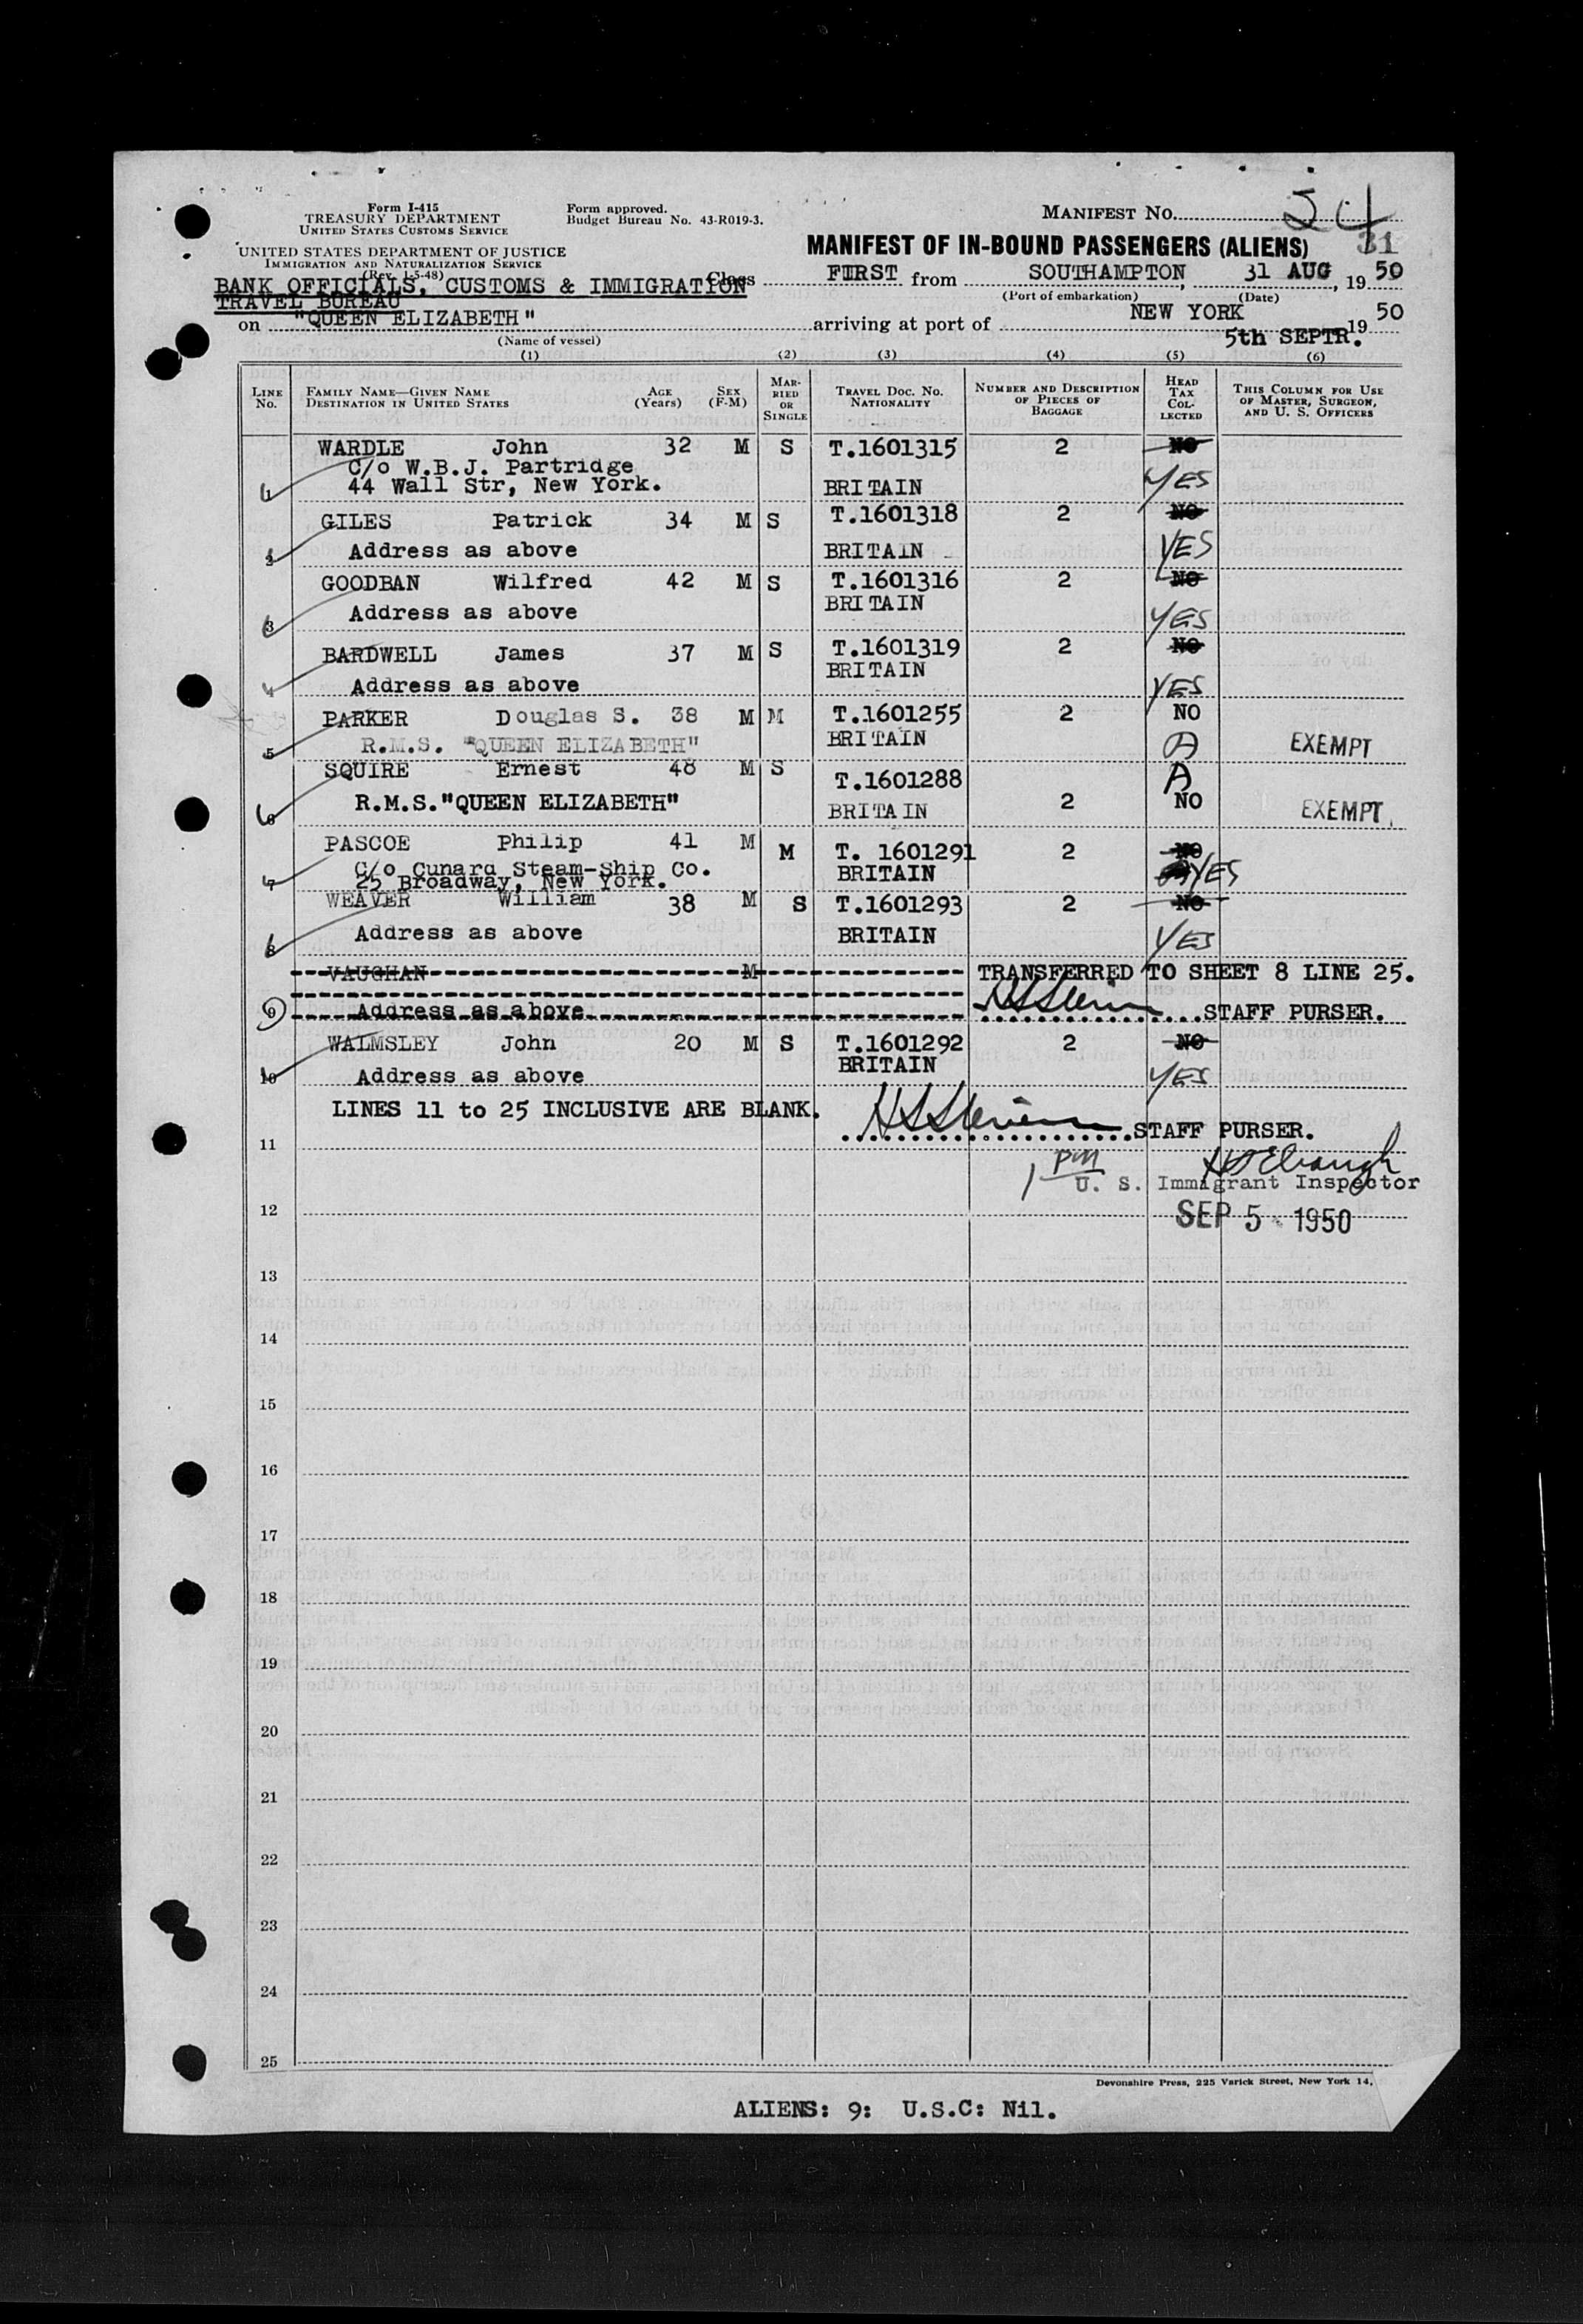 Form I-415
TREASURY DEPARTMENT
UNITED STATES CUSTOMS SERVICE
UNITED STATES DEPARTMENT OF JUSTICE
IMMIGRATION AND NATURALIZATION SERVICE
(Rev. 1-5-48)
Form approved.
Budget Bureau No. 43-R019-3.
MANIFEST NO.
MANIFEST OF IN-BOUND PASSENGERS (ALIENS) 31
BANK OFFICIALS, CUSTOMS & IMMIGRATION
TRAVEL BUREAU
Class FIRST from SOUTHAMPTON, 31 AUG, 1950
(Port of embarkation) (Date)
on "QUEEN ELIZABETH" arriving at port of NEW YORK 5th SEPTR. 1950
(Name of vessel)
(1) (2) (3) (4) (5) (6)
LINE NO. FAMILY NAME—GIVEN NAME DESTINATION IN UNITED STATES AGE (Years) SEX (F-M) MARRIED OR SINGLE TRAVEL DOC. NO. NATIONALITY NUMBER AND DESCRIPTION OF PIECES OF BAGGAGE HEAD TAX COLLECTED THIS COLUMN FOR USE OF MASTER, SURGEON, AND U. S. OFFICERS
WARDLE John 32 M S T.1601315 2 NO
C/o W.B.J. Partridge
1 44 Wall Str, New York. BRITAIN YES
GILES Patrick 34 M S T.1601318 2 NO
2 Address as above BRITAIN YES
GOODBAN Wilfred 42 M S T.1601316 2 NO
3 Address as above BRITAIN YES
BARDWELL James 37 M S T.1601319 2 NO
4 Address as above BRITAIN YES
PARKER Douglas S. 38 M M T.1601255 2 NO
5 R.M.S. "QUEEN ELIZABETH" BRITAIN A EXEMPT
SQUIRE Ernest 48 M S T.1601288 A
6 R.M.S."QUEEN ELIZABETH" BRITAIN 2 NO EXEMPT
PASCOE Philip 41 M M T. 1601291 2 NO
C/o Cunard Steam-Ship Co. BRITAIN YES
7 25 Broadway, New York.
WEAVER William 38 M S T.1601293 2 NO
8 Address as above BRITAIN YES
VAUGHAN M TRANSFERRED TO SHEET 8 LINE 25.
9 Address as above STAFF PURSER.
WALMSLEY John 20 M S T.1601292 2 NO
10 Address as above BRITAIN YES
LINES 11 to 25 INCLUSIVE ARE BLANK.
11 STAFF PURSER.
1 PM
U. S. Immigrant Inspector
12 SEP 5 1950
13
14
15
16
17
18
19
20
21
22
23
24
25
Devonshire Press, 225 Varick Street, New York 14.
ALIENS: 9: U.S.C: Nil.